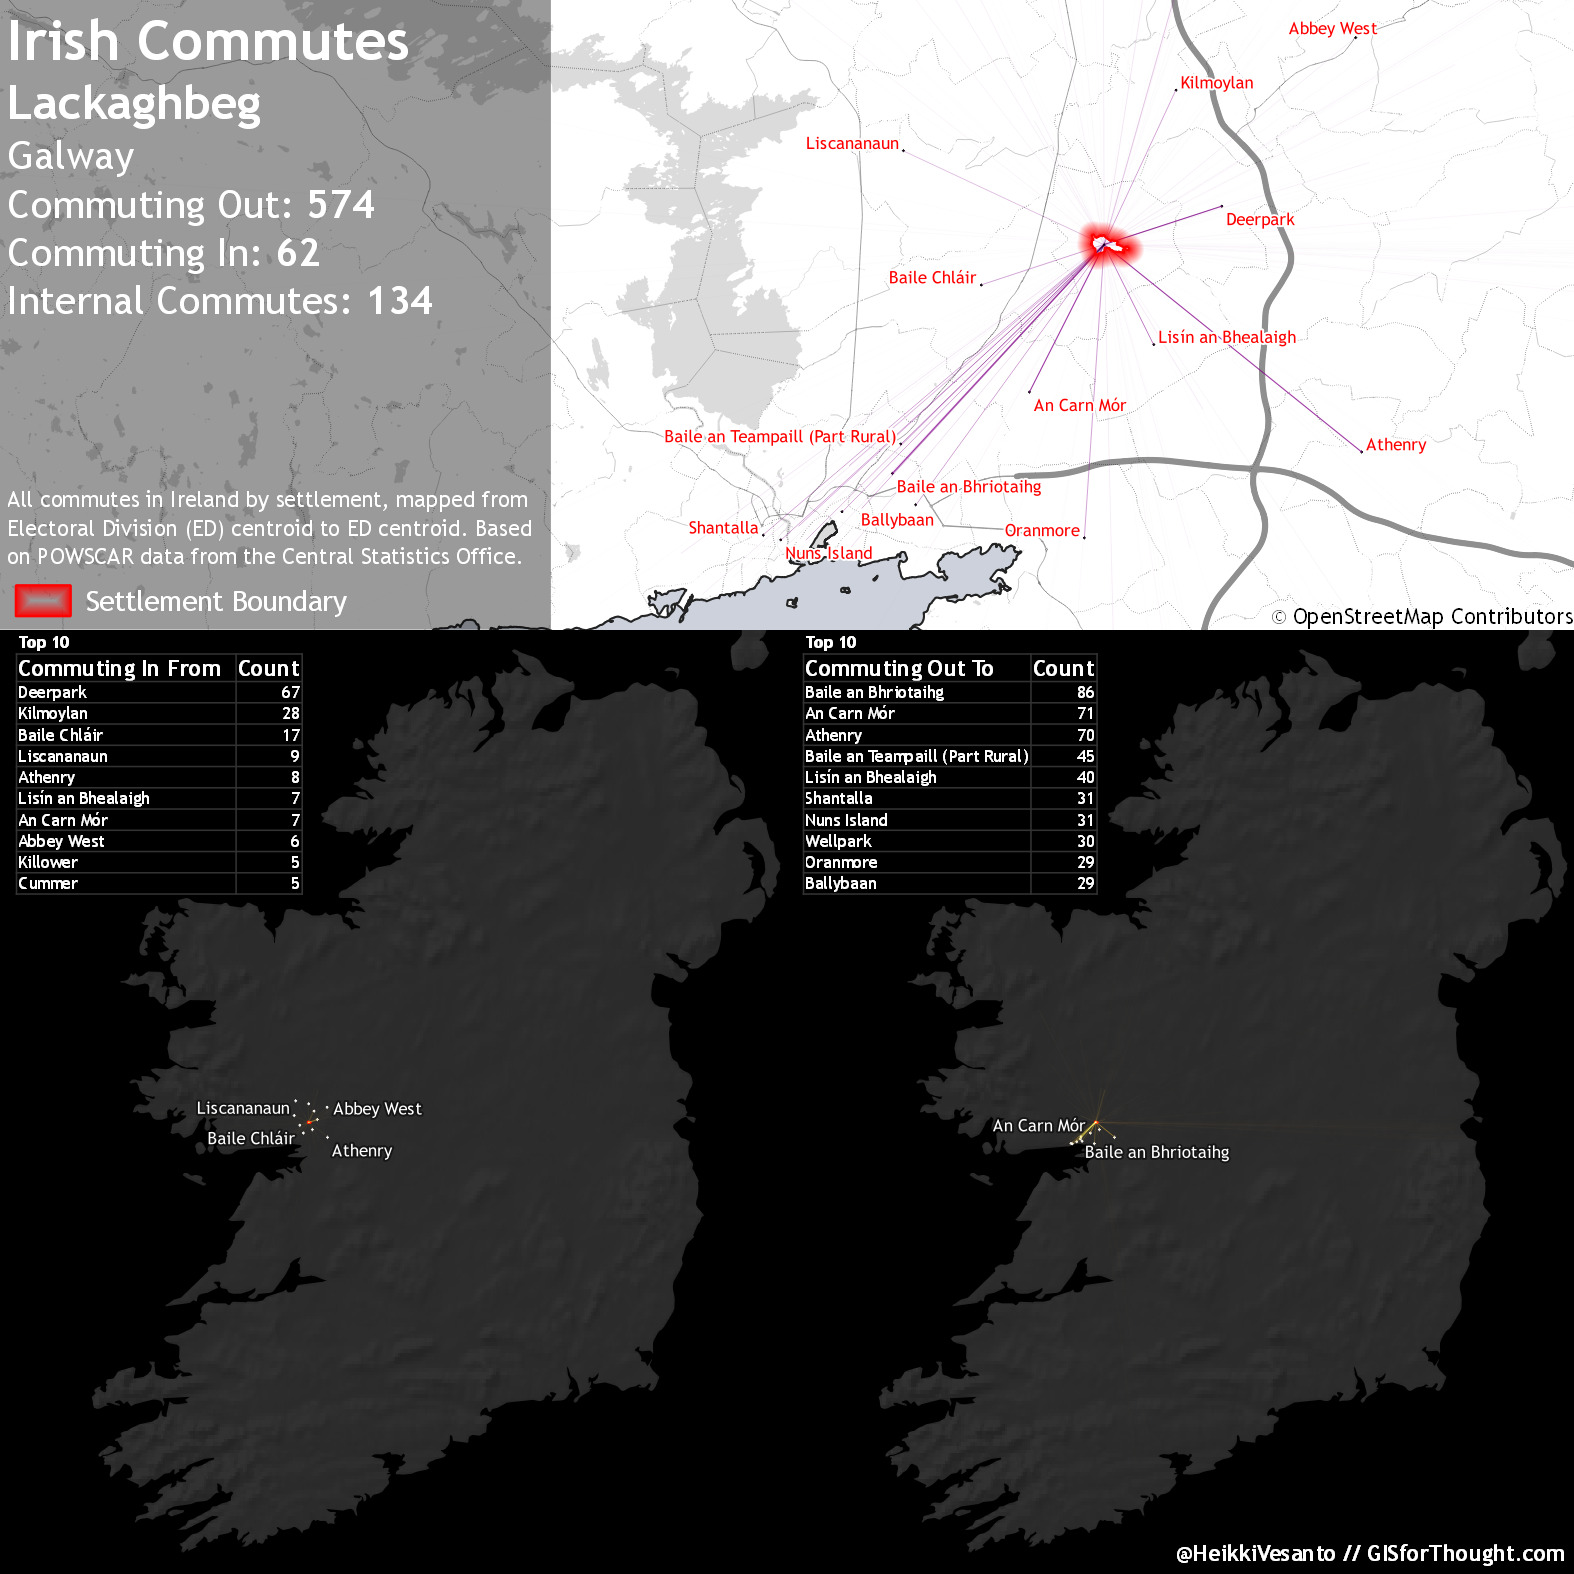 Irish Commutes
Lackaghbeg
Galway
Commuting Out: 574
Commuting In: 62
Internal Commutes: 134
All commutes in Ireland by settlement, mapped from
Electoral Division (ED) centroid to ED centroid. Based
on POWSCAR data from the Central Statistics Office.
Settlement Boundary
Abbey West
Kilmoylan
Liscananaun
Deerpark
Baile Chláir
Lisín an Bhealaigh
An Carn Mór
Baile an Teampaill (Part Rural)
Athenry
Baile an Bhriotaihg
Ballybaan
Shantalla
Oranmore
Nuns Island
© OpenStreetMap Contributors
Top 10
Commuting In From Count
Deerpark 67
Kilmoylan 28
Baile Chláir 17
Liscananaun 9
Athenry 8
Lisín an Bhealaigh 7
An Carn Mór 7
Abbey West 6
Killower 5
Cummer 5
Liscananaun
Abbey West
Baile Chláir
Athenry
Top 10
Commuting Out To Count
Baile an Bhriotaihg 86
An Carn Mór 71
Athenry 70
Baile an Teampaill (Part Rural) 45
Lisín an Bhealaigh 40
Shantalla 31
Nuns Island 31
Wellpark 30
Oranmore 29
Ballybaan 29
An Carn Mór
Baile an Bhriotaihg
@HeikkiVesanto // GISforThought.com